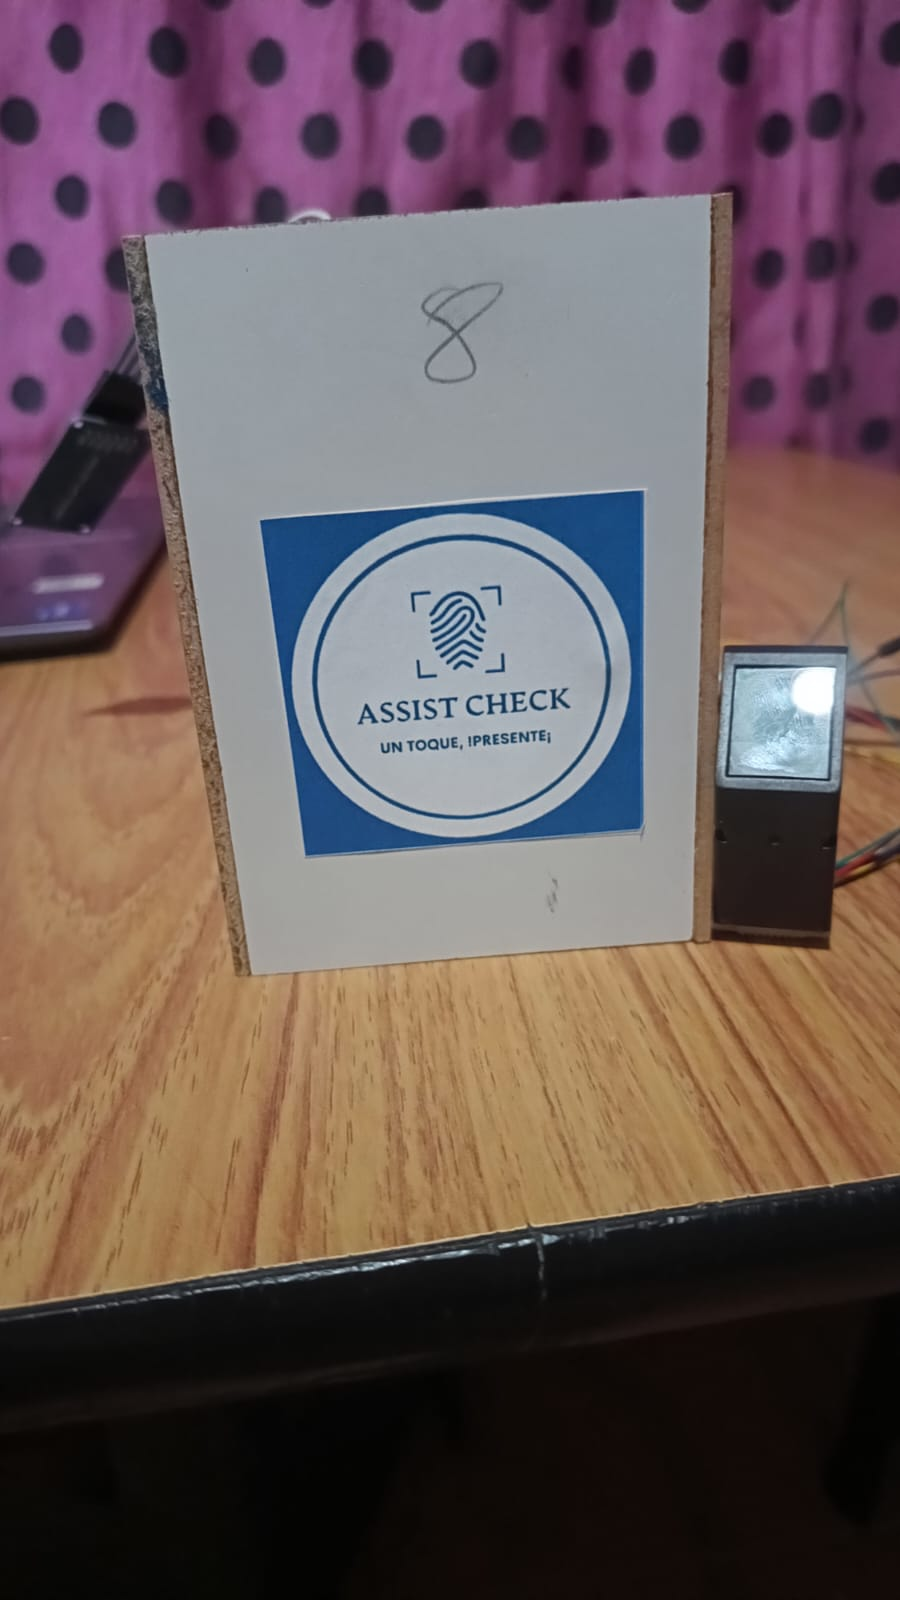 8
ASSIST CHECK
UN TOQUE, !PRESENTE¡